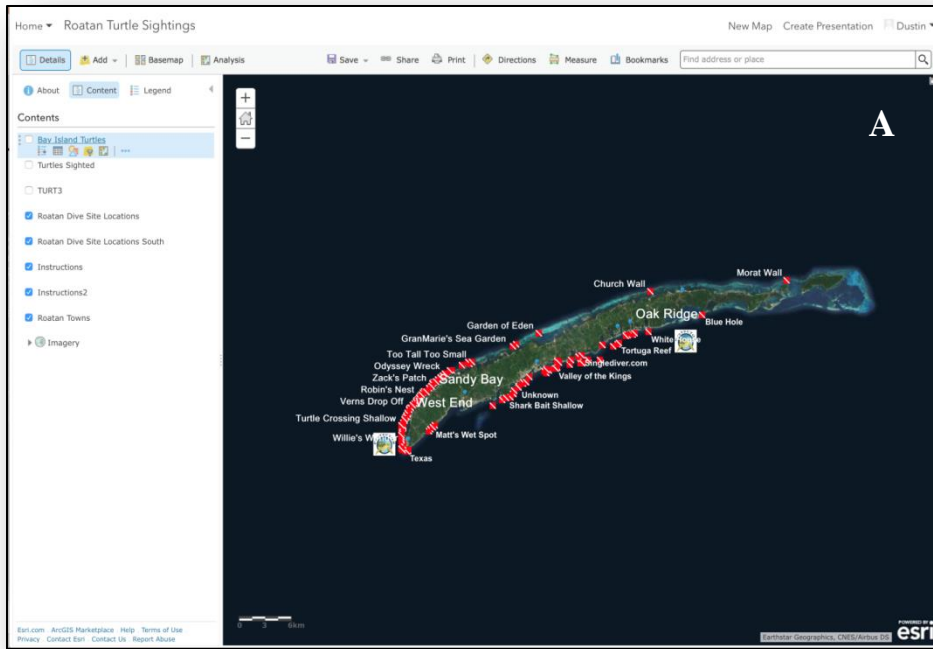 Home Roatan Turtle Sightings New Map Create Presentation Dustin
Details Add Basemap Analysis Save Share Print Directions Measure Bookmarks Find address or place
About Content Legend
Contents
Bay Island Turtles
Turtles Sighted
TURT3
Roatan Dive Site Locations
Roatan Dive Site Locations South
Instructions
Instructions2
Roatan Towns
Imagery
Esri.com ArcGIS Marketplace Help Terms of Use
Privacy Contact Esri Contact Us Report Abuse
A
Morat Wall
Church Wall
Oak Ridge
Blue Hole
Garden of Eden
GranMarie's Sea Garden
Tortuga Reef
Too Tall Too Small
Odyssey Wreck
Valley of the Kings
Zack's Patch
Sandy Bay
Robin's Nest
Unknown
Verns Drop Off
West End
Shark Bait Shallow
Turtle Crossing Shallow
Willie's
Matt's Wet Spot
Texas
0 3 6km
Earthstar Geographics, CNES/Airbus DS
POWERED BY
esri